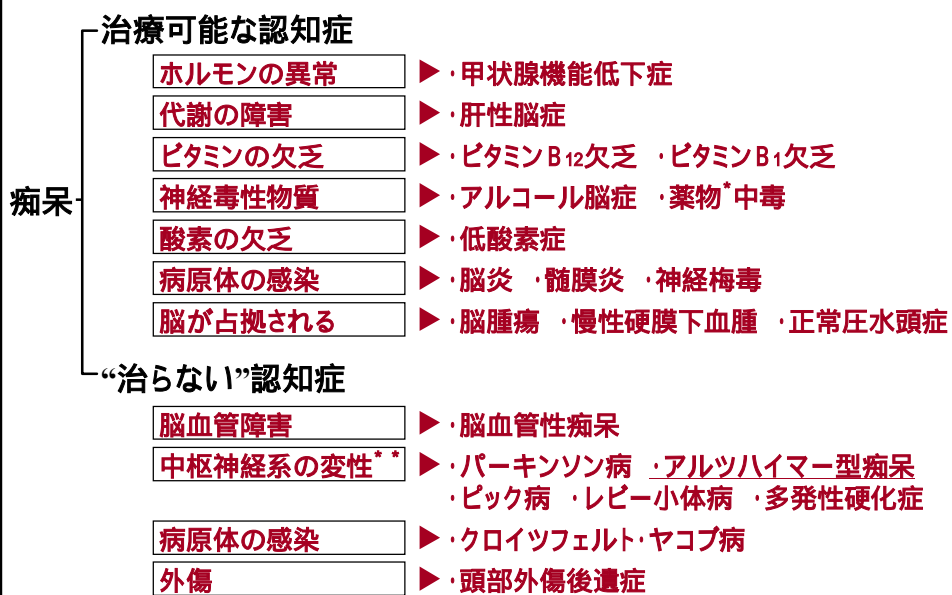 治療可能な認知症
ホルモンの異常 ▶ ・甲状腺機能低下症
代謝の障害 ▶ ・肝性脳症
ビタミンの欠乏 ▶ ・ビタミンB12欠乏 ・ビタミンB1欠乏
痴呆
神経毒性物質 ▶ ・アルコール脳症 ・薬物*中毒
酸素の欠乏 ▶ ・低酸素症
病原体の感染 ▶ ・脳炎 ・髄膜炎 ・神経梅毒
脳が占拠される ▶ ・脳腫瘍 ・慢性硬膜下血腫 ・正常圧水頭症
“治らない”認知症
脳血管障害 ▶ ・脳血管性痴呆
中枢神経系の変性** ▶ ・パーキンソン病 ・アルツハイマー型痴呆
・ピック病 ・レビー小体病 ・多発性硬化症
病原体の感染 ▶ ・クロイツフェルト・ヤコブ病
外傷 ▶ ・頭部外傷後遺症